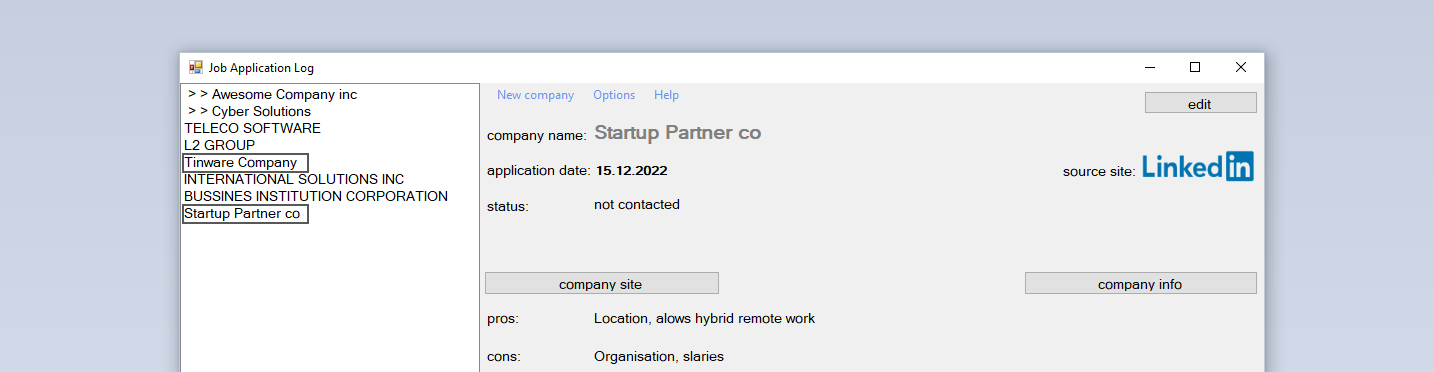 Job Application Log
> > Awesome Company inc
> > Cyber Solutions
TELECO SOFTWARE
L2 GROUP
Tinware Company
INTERNATIONAL SOLUTIONS INC
BUSSINES INSTITUTION CORPORATION
Startup Partner co
New company Options Help
edit
company name: Startup Partner co
application date: 15.12.2022
source site: LinkedIn
status: not contacted
company site
company info
pros: Location, alows hybrid remote work
cons: Organisation, slaries